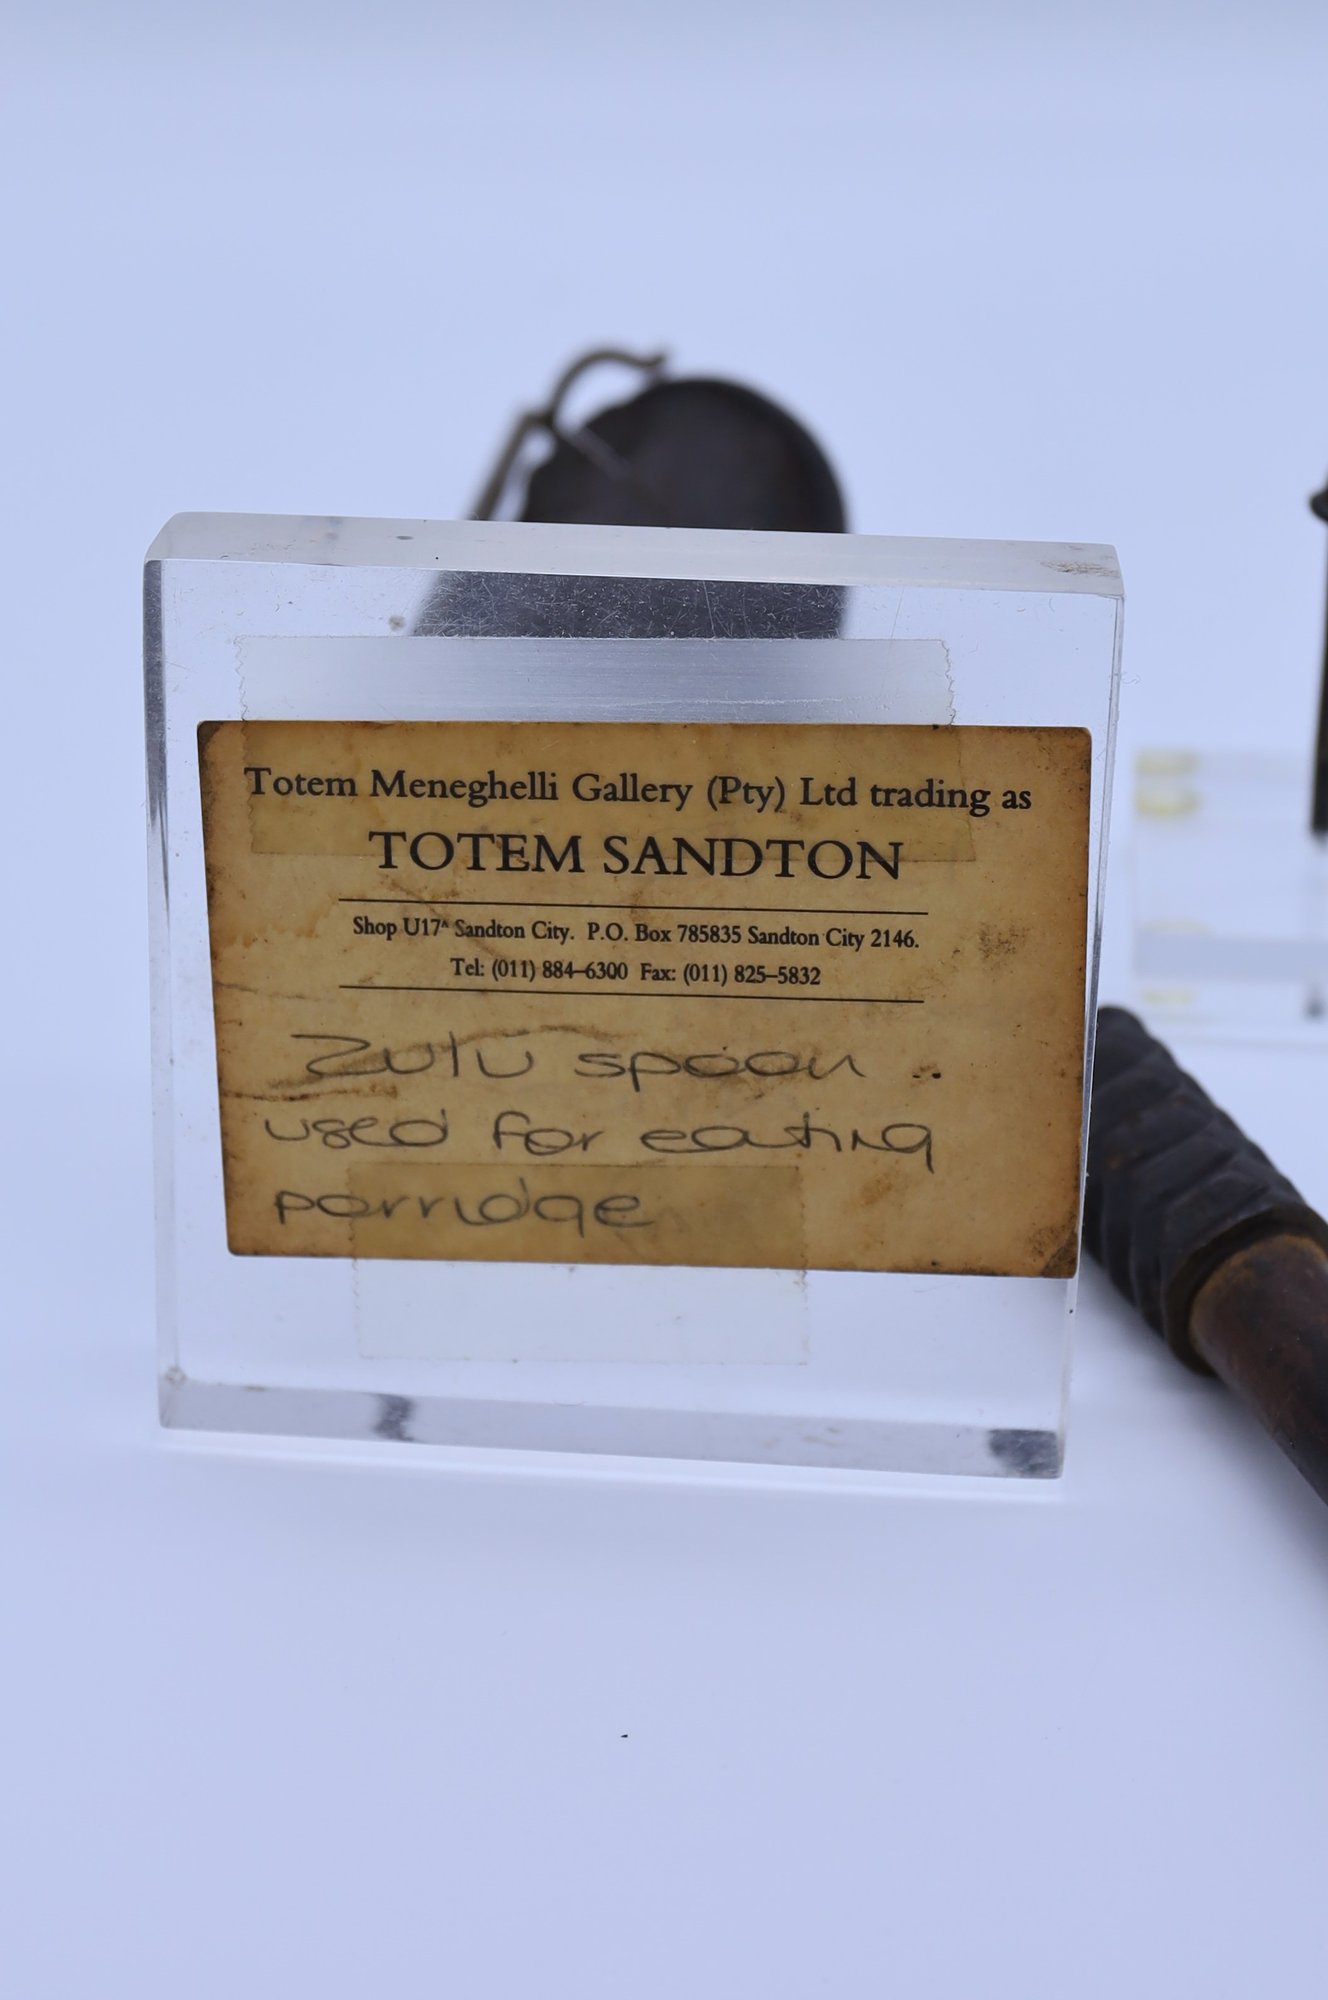 Totem Meneghelli Gallery (Pty) Ltd trading as
TOTEM SANDTON
Shop U17ᴬ Sandton City. P.O. Box 785835 Sandton City 2146.
Tel: (011) 884–6300 Fax: (011) 825–5832
Zulu spoon ..
used for eating
porridge